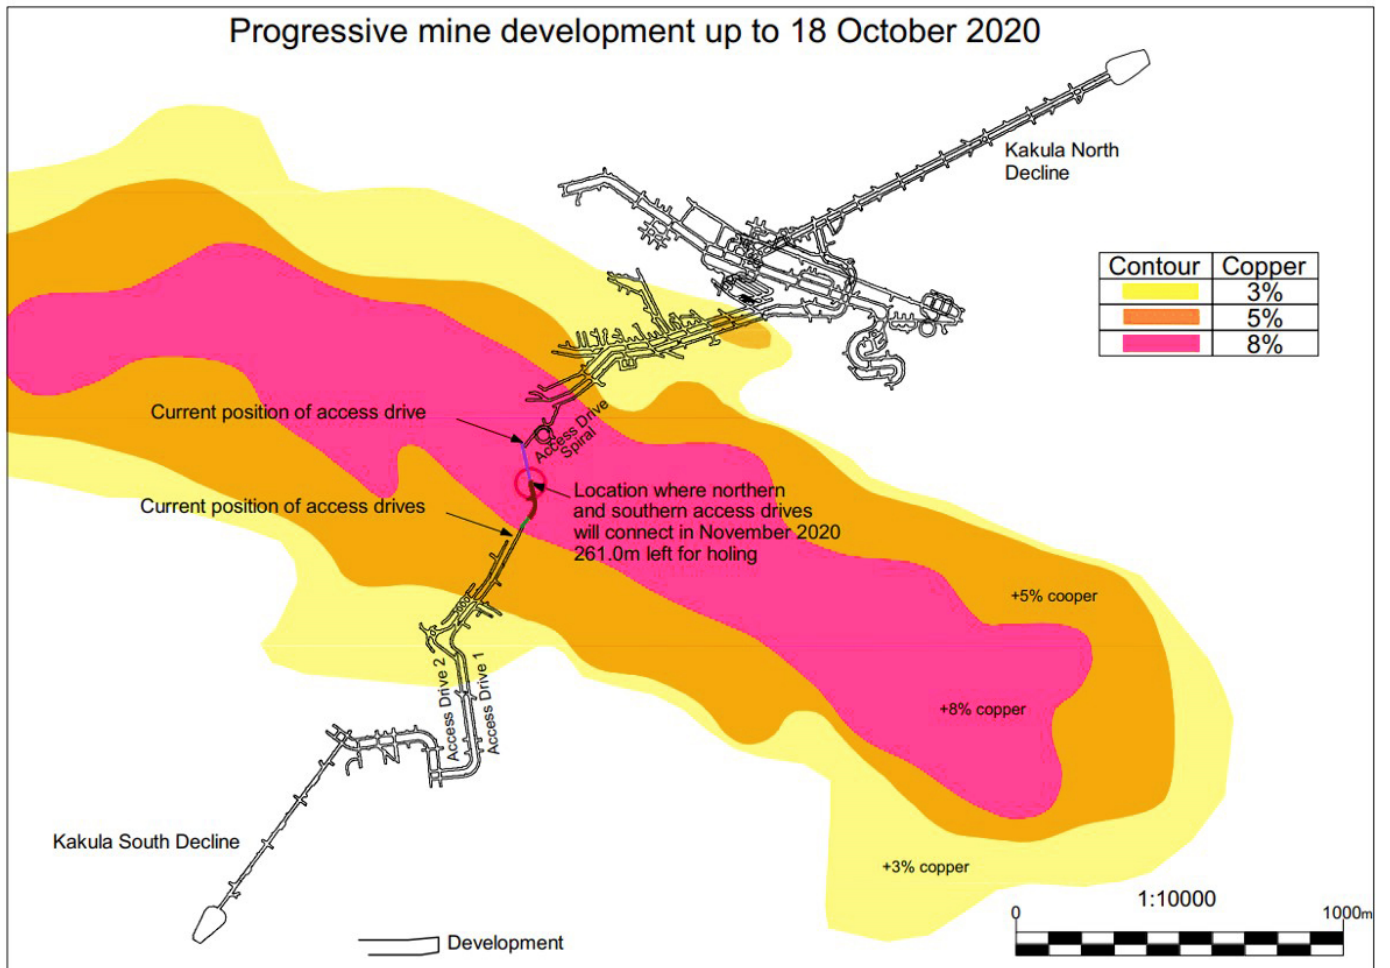 Progressive mine development up to 18 October 2020
Kakula North
Decline
Contour Copper
3%
5%
8%
Current position of access drive
Access Drive
Spiral
Current position of access drives
Location where northern
and southern access drives
will connect in November 2020
261.0m left for holing
+5% cooper
Access Drive 2
Access Drive 1
+8% copper
Kakula South Decline
+3% copper
1:10000
0 1000m
Development